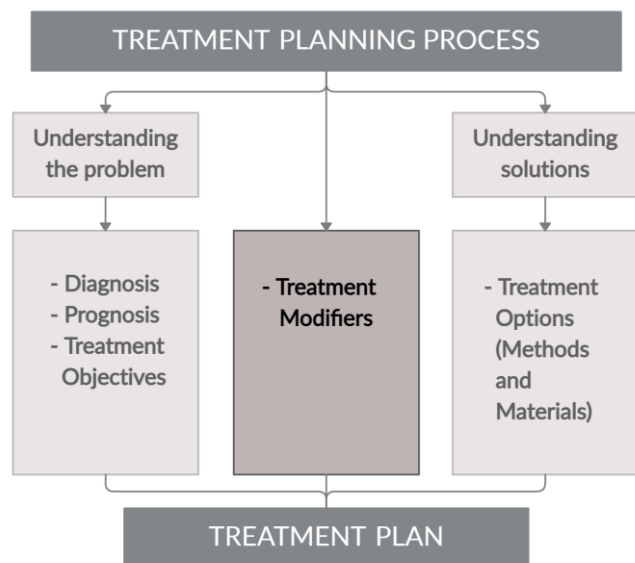 TREATMENT PLANNING PROCESS
Understanding
the problem
Understanding
solutions
- Diagnosis
- Prognosis
- Treatment
Objectives
- Treatment
Modifiers
- Treatment
Options
(Methods
and
Materials)
TREATMENT PLAN